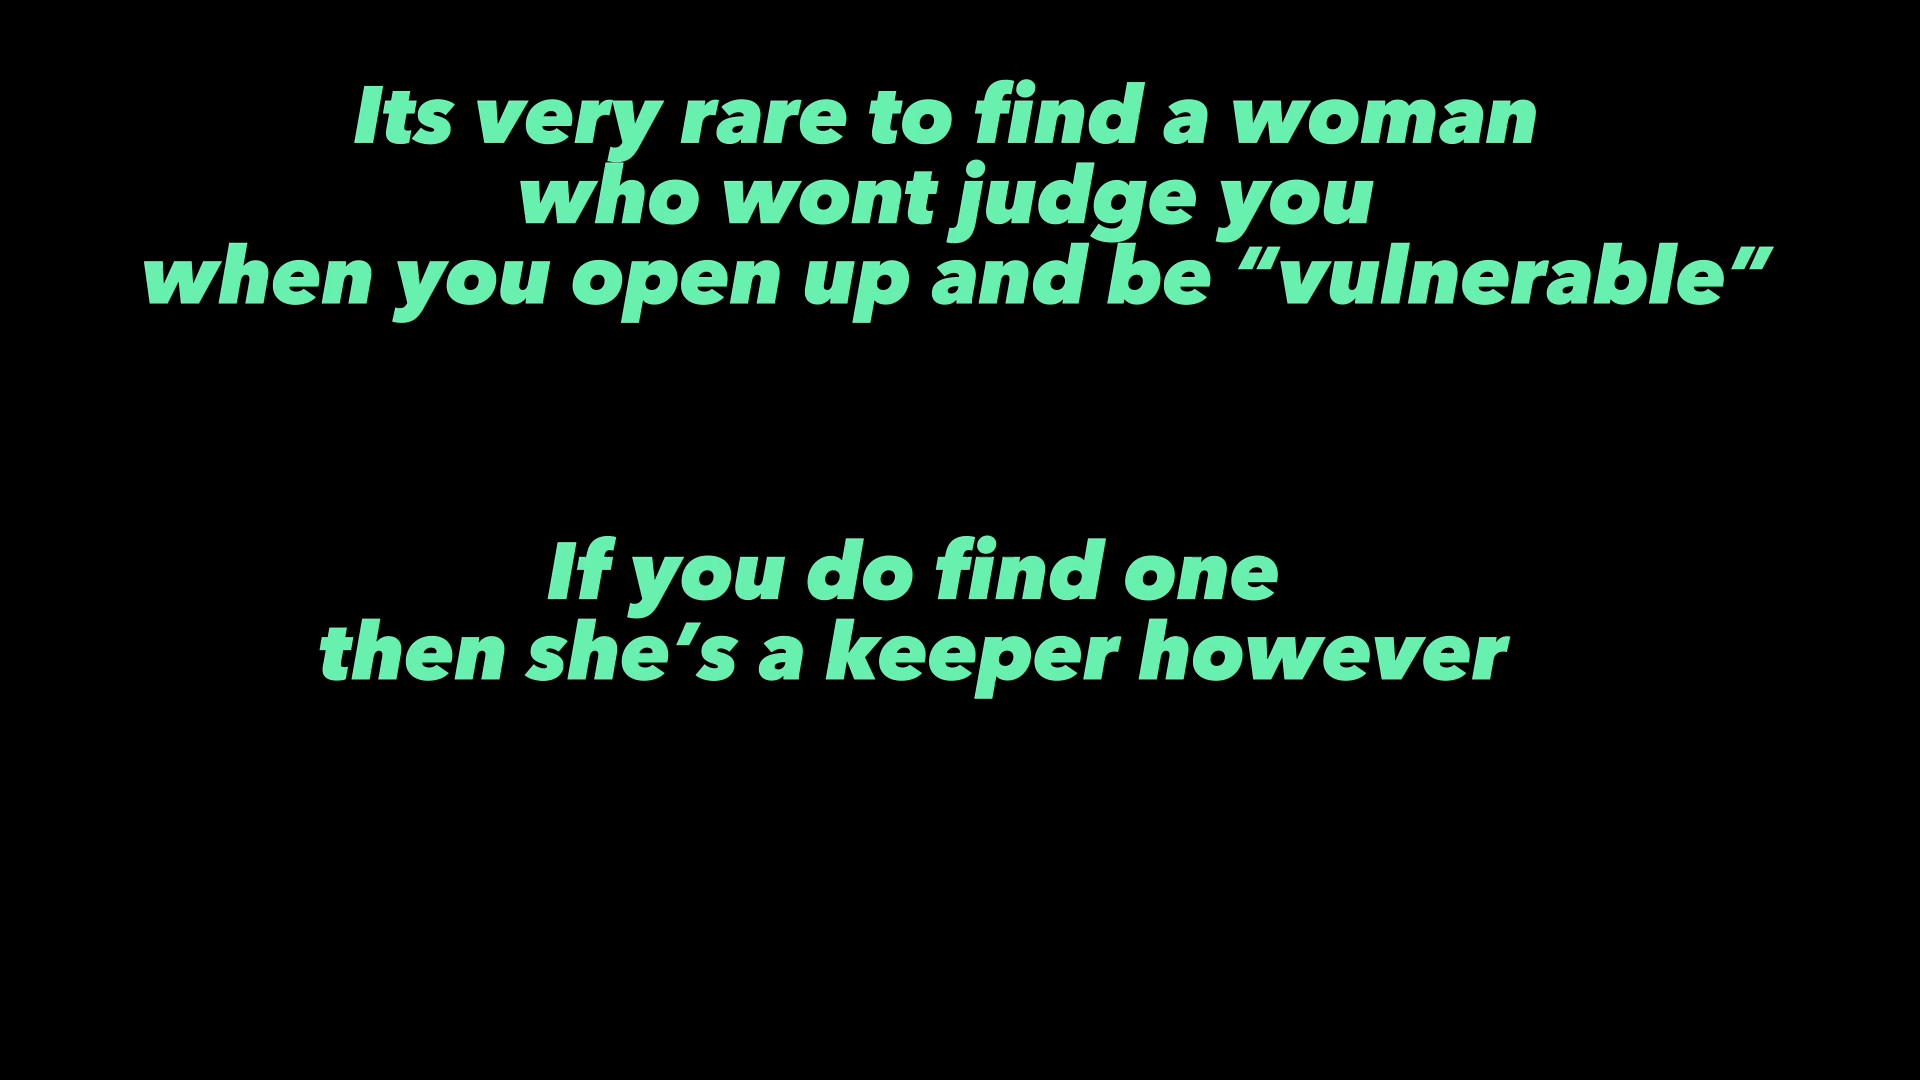 Its very rare to find a woman
who wont judge you
when you open up and be “vulnerable”
If you do find one
then she’s a keeper however